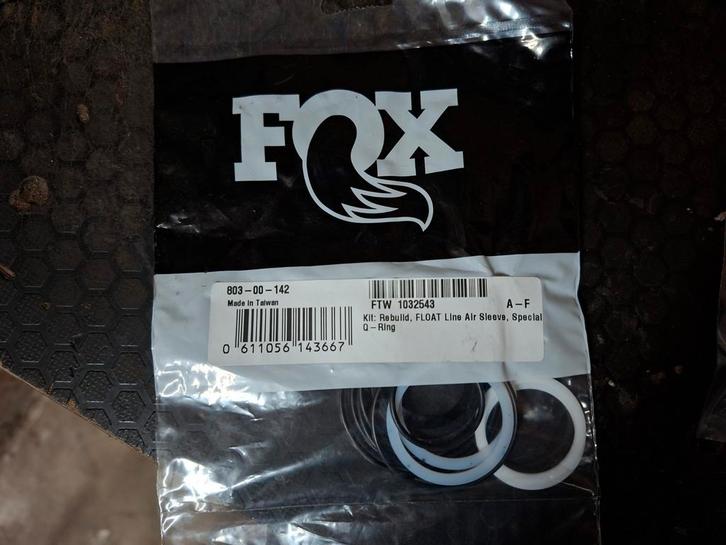 FOX
803-00-142
Made in Taiwan
FTW 1032543
A-F
Kit: Rebuild, FLOAT Line Air Sleeve, Special
Q-Ring
0 611056 143667